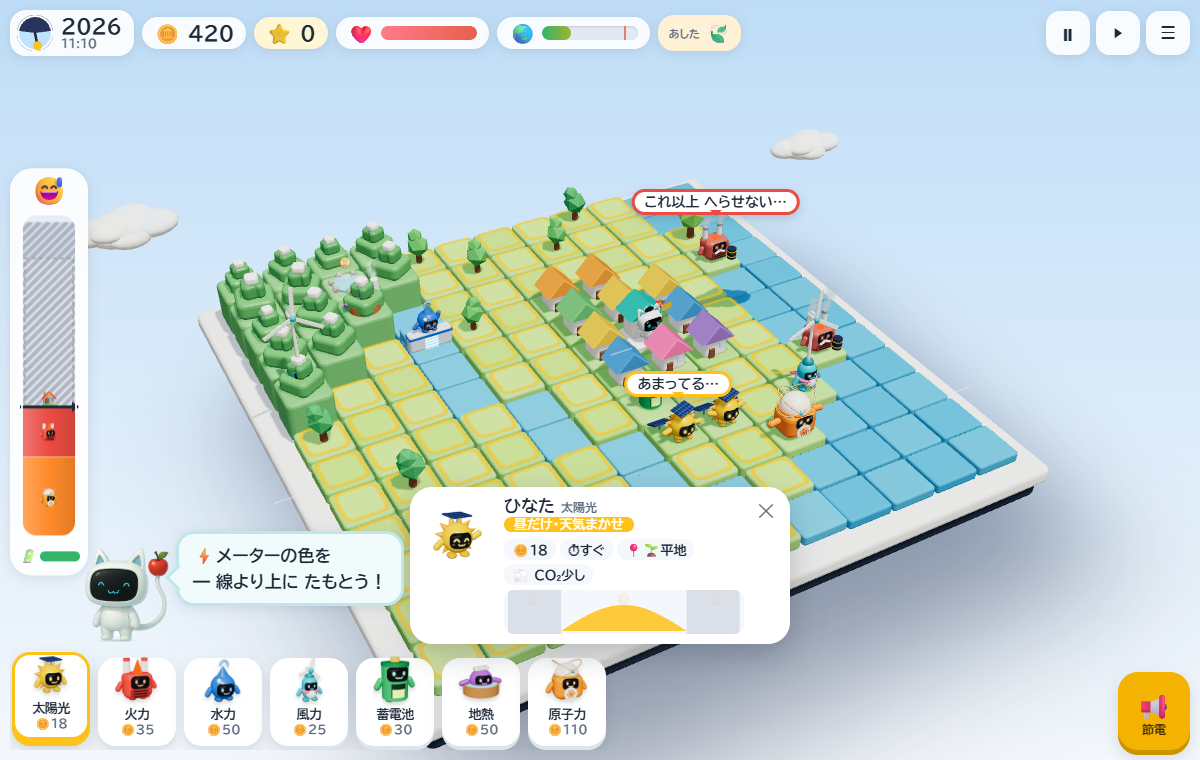 2026
11:10
420
0
あした
これ以上 へらせない…
あまってる…
メーターの色を
ー 線より上に たもとう！
ひなた 太陽光
昼だけ・天気まかせ
18 すぐ 平地
CO₂少し
太陽光
18
火力
35
水力
50
風力
25
蓄電池
30
地熱
50
原子力
110
節電